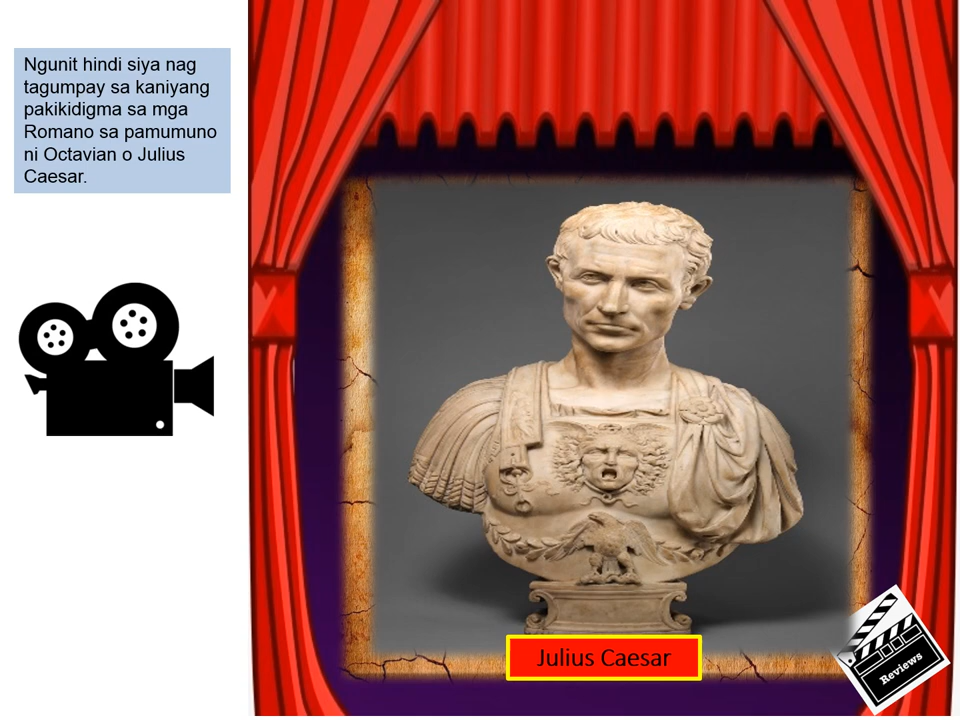 Ngunit hindi siya nag
tagumpay sa kaniyang
pakikidigma sa mga
Romano sa pamumuno
ni Octavian o Julius
Caesar.
Julius Caesar
Reviews